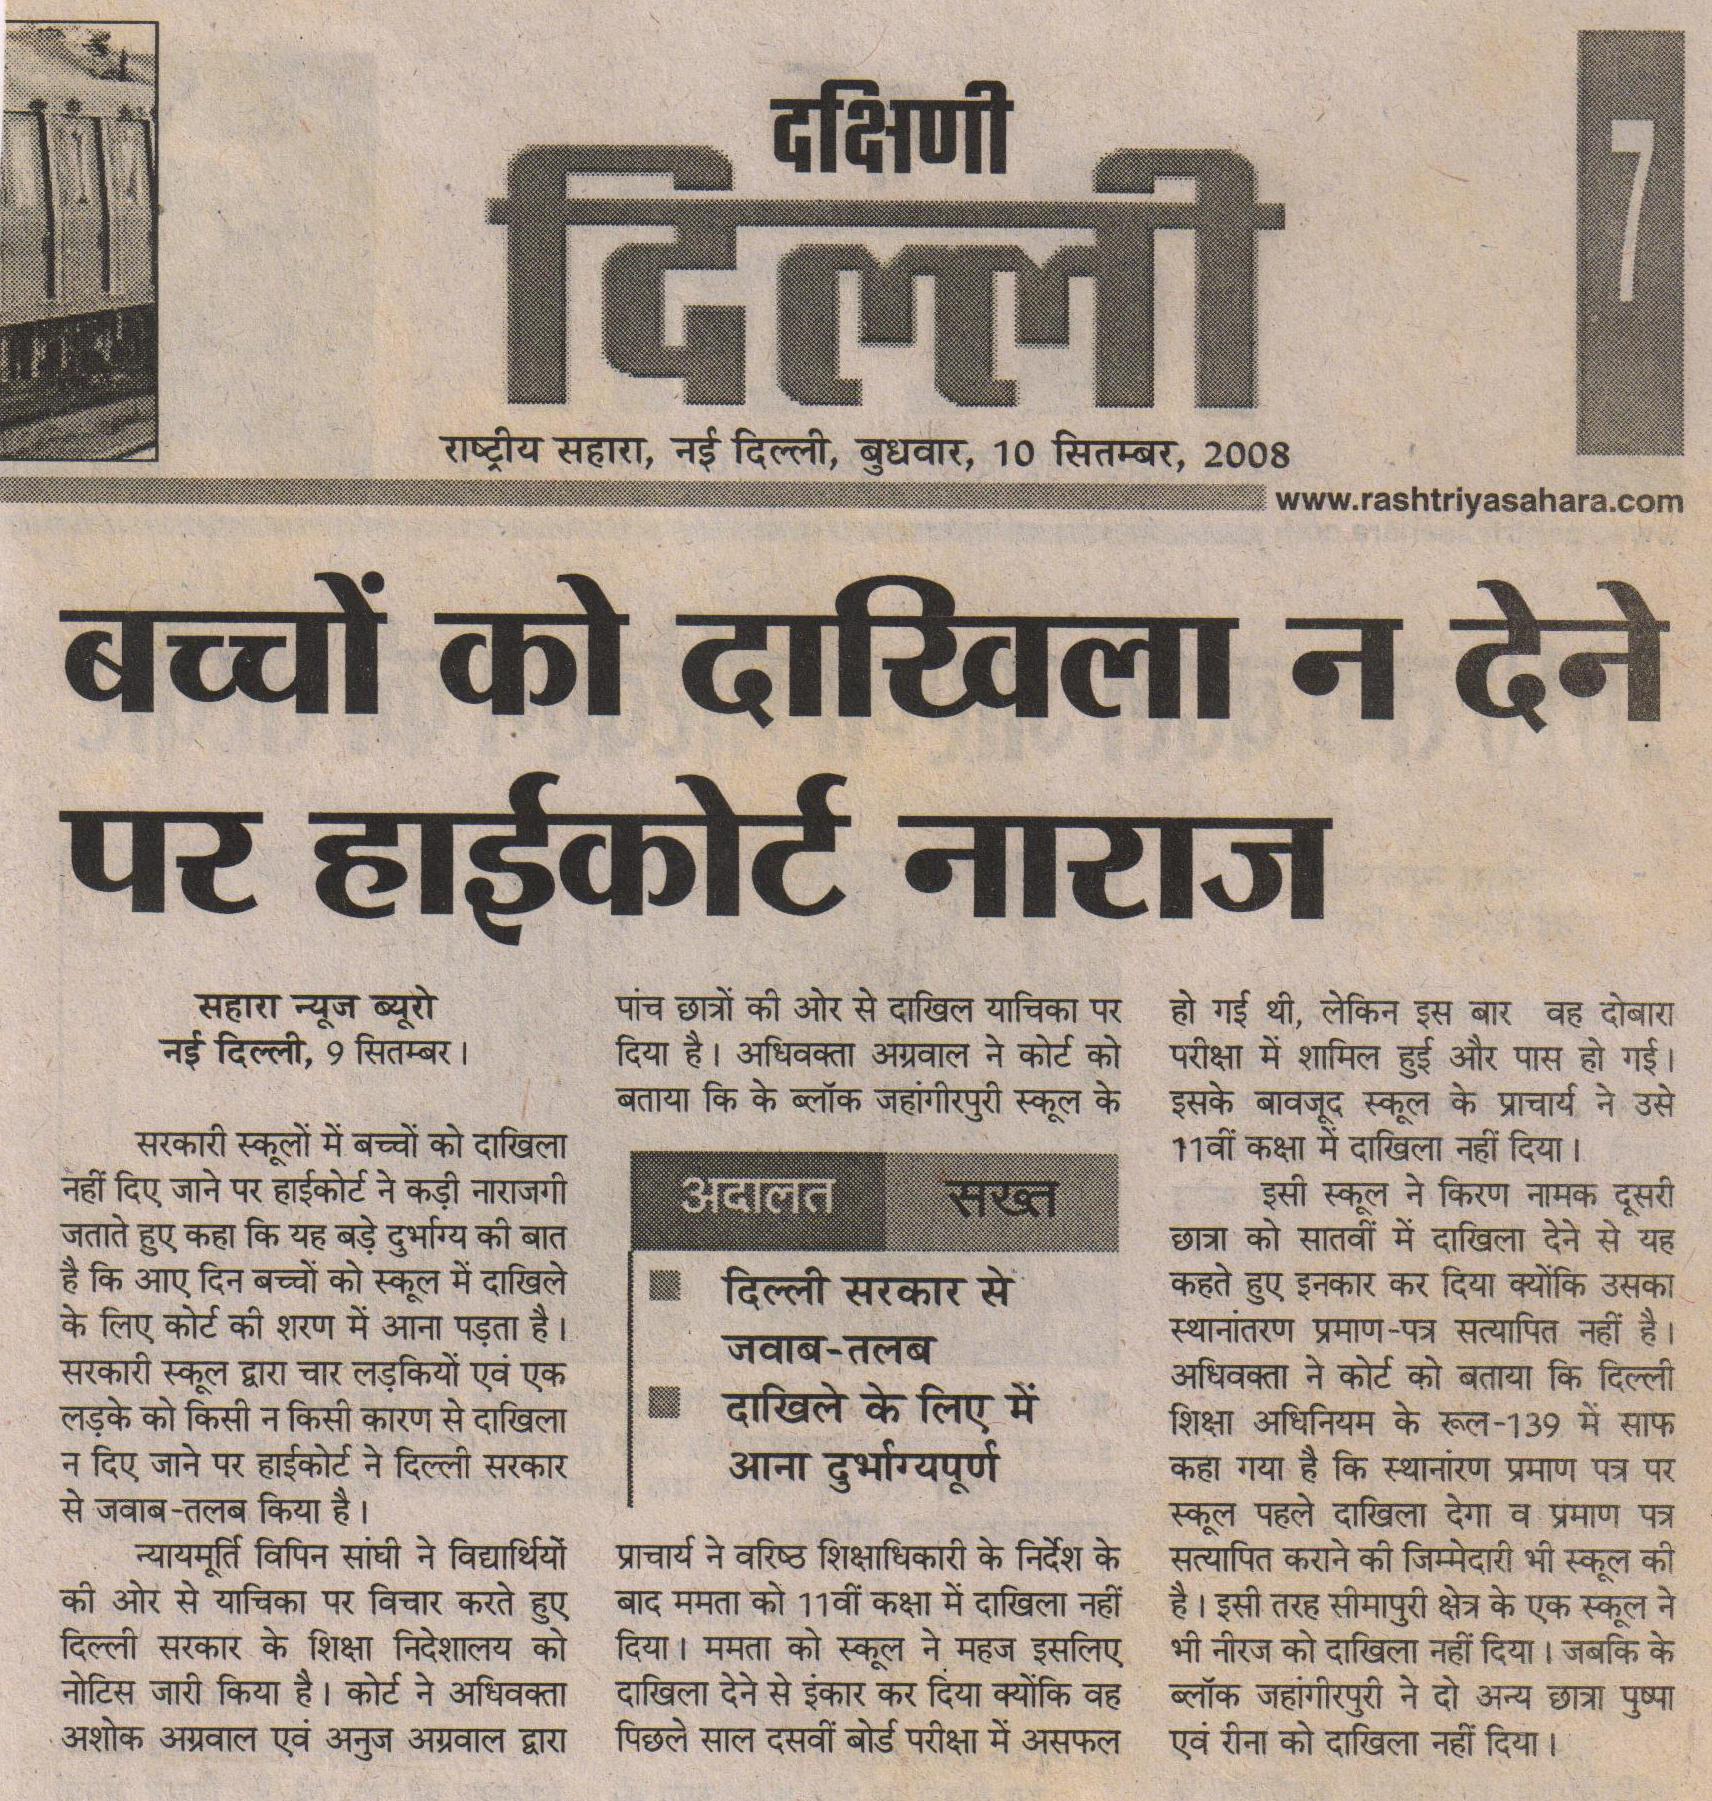 दक्षिणी
दिल्ली
7
राष्ट्रीय सहारा, नई दिल्ली, बुधवार, 10 सितम्बर, 2008
www.rashtriyasahara.com
बच्चों को दाखिला न देने
पर हाईकोर्ट नाराज
सहारा न्यूज ब्यूरो
नई दिल्ली, 9 सितम्बर।
सरकारी स्कूलों में बच्चों को दाखिला
नहीं दिए जाने पर हाईकोर्ट ने कड़ी नाराजगी
जताते हुए कहा कि यह बड़े दुर्भाग्य की बात
है कि आए दिन बच्चों को स्कूल में दाखिले
के लिए कोर्ट की शरण में आना पड़ता है।
सरकारी स्कूल द्वारा चार लड़कियों एवं एक
लड़के को किसी न किसी कारण से दाखिला
न दिए जाने पर हाईकोर्ट ने दिल्ली सरकार
से जवाब-तलब किया है।
न्यायमूर्ति विपिन सांघी ने विद्यार्थियों
की ओर से याचिका पर विचार करते हुए
दिल्ली सरकार के शिक्षा निदेशालय को
नोटिस जारी किया है। कोर्ट ने अधिवक्ता
अशोक अग्रवाल एवं अनुज अग्रवाल द्वारा
पांच छात्रों की ओर से दाखिल याचिका पर
दिया है। अधिवक्ता अग्रवाल ने कोर्ट को
बताया कि के ब्लॉक जहांगीरपुरी स्कूल के
अदालत सख्त
दिल्ली सरकार से
जवाब-तलब
दाखिले के लिए में
आना दुर्भाग्यपूर्ण
प्राचार्य ने वरिष्ठ शिक्षाधिकारी के निर्देश के
बाद ममता को 11वीं कक्षा में दाखिला नहीं
दिया। ममता को स्कूल ने महज इसलिए
दाखिला देने से इंकार कर दिया क्योंकि वह
पिछले साल दसवीं बोर्ड परीक्षा में असफल
हो गई थी, लेकिन इस बार वह दोबारा
परीक्षा में शामिल हुई और पास हो गई।
इसके बावजूद स्कूल के प्राचार्य ने उसे
11वीं कक्षा में दाखिला नहीं दिया।
इसी स्कूल ने किरण नामक दूसरी
छात्रा को सातवीं में दाखिला देने से यह
कहते हुए इनकार कर दिया क्योंकि उसका
स्थानांतरण प्रमाण-पत्र सत्यापित नहीं है।
अधिवक्ता ने कोर्ट को बताया कि दिल्ली
शिक्षा अधिनियम के रूल-139 में साफ
कहा गया है कि स्थानांरण प्रमाण पत्र पर
स्कूल पहले दाखिला देगा व प्रमाण पत्र
सत्यापित कराने की जिम्मेदारी भी स्कूल की
है। इसी तरह सीमापुरी क्षेत्र के एक स्कूल ने
भी नीरज को दाखिला नहीं दिया। जबकि के
ब्लॉक जहांगीरपुरी ने दो अन्य छात्रा पुष्पा
एवं रीना को दाखिला नहीं दिया।